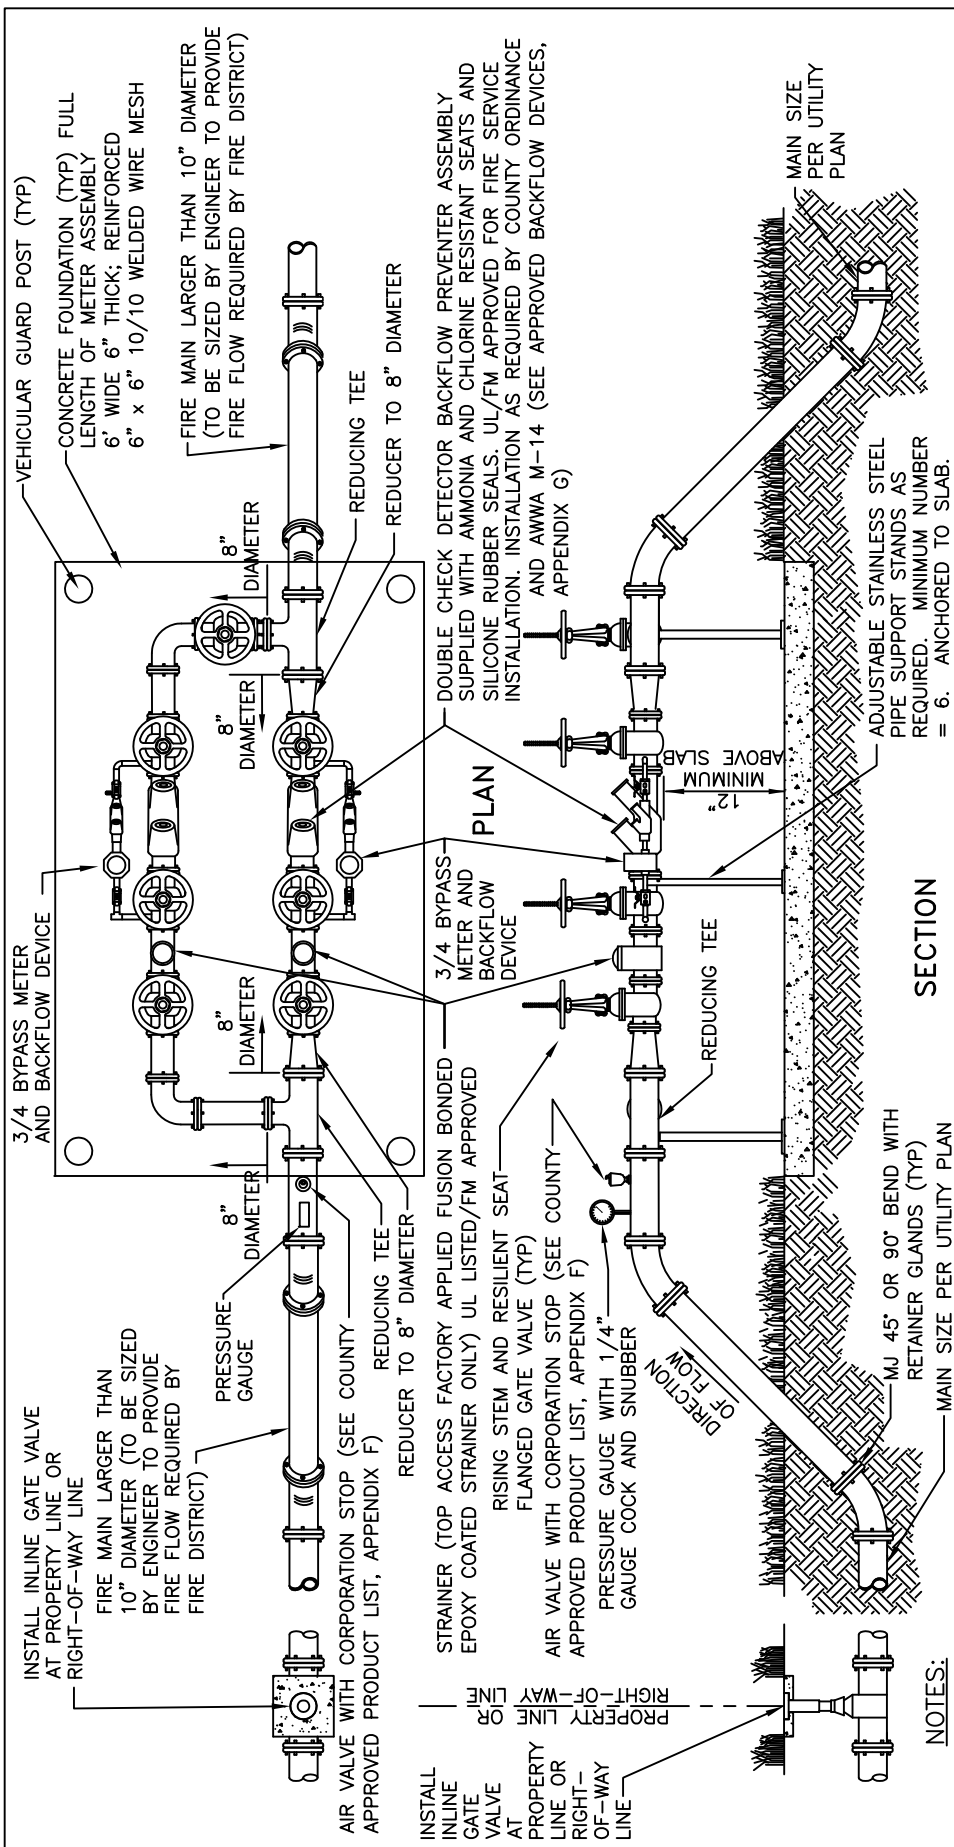 INSTALL INLINE GATE VALVE
AT PROPERTY LINE OR
RIGHT-OF-WAY LINE
FIRE MAIN LARGER THAN
10" DIAMETER (TO BE SIZED
BY ENGINEER TO PROVIDE
FIRE FLOW REQUIRED BY
FIRE DISTRICT)
PRESSURE
GAUGE
8"
DIAMETER
3/4 BYPASS METER
AND BACKFLOW DEVICE
8"
DIAMETER
8"
DIAMETER
8"
DIAMETER
VEHICULAR GUARD POST (TYP)
CONCRETE FOUNDATION (TYP) FULL
LENGTH OF METER ASSEMBLY
6' WIDE 6" THICK; REINFORCED
6" x 6" 10/10 WELDED WIRE MESH
FIRE MAIN LARGER THAN 10" DIAMETER
(TO BE SIZED BY ENGINEER TO PROVIDE
FIRE FLOW REQUIRED BY FIRE DISTRICT)
REDUCING TEE
REDUCER TO 8" DIAMETER
AIR VALVE WITH CORPORATION STOP (SEE COUNTY
APPROVED PRODUCT LIST, APPENDIX F)
REDUCING TEE
REDUCER TO 8" DIAMETER
PLAN
3/4 BYPASS
METER AND
BACKFLOW
DEVICE
DOUBLE CHECK DETECTOR BACKFLOW PREVENTER ASSEMBLY
SUPPLIED WITH AMMONIA AND CHLORINE RESISTANT SEATS AND
SILICONE RUBBER SEALS. UL/FM APPROVED FOR FIRE SERVICE
INSTALLATION. INSTALLATION AS REQUIRED BY COUNTY ORDINANCE
AND AWWA M-14 (SEE APPROVED BACKFLOW DEVICES,
APPENDIX G)
STRAINER (TOP ACCESS FACTORY APPLIED FUSION BONDED
EPOXY COATED STRAINER ONLY) UL LISTED/FM APPROVED
RISING STEM AND RESILIENT SEAT
FLANGED GATE VALVE (TYP)
AIR VALVE WITH CORPORATION STOP (SEE COUNTY
APPROVED PRODUCT LIST, APPENDIX F)
PRESSURE GAUGE WITH 1/4"
GAUGE COCK AND SNUBBER
INSTALL
INLINE
GATE
VALVE
AT
PROPERTY
LINE OR
RIGHT-
OF-WAY
LINE
PROPERTY LINE OR
RIGHT-OF-WAY LINE
DIRECTION
OF FLOW
REDUCING TEE
12"
MINIMUM
ABOVE SLAB
MAIN SIZE
PER UTILITY
PLAN
ADJUSTABLE STAINLESS STEEL
PIPE SUPPORT STANDS AS
REQUIRED. MINIMUM NUMBER
= 6. ANCHORED TO SLAB.
MJ 45° OR 90° BEND WITH
RETAINER GLANDS (TYP)
MAIN SIZE PER UTILITY PLAN
SECTION
NOTES: